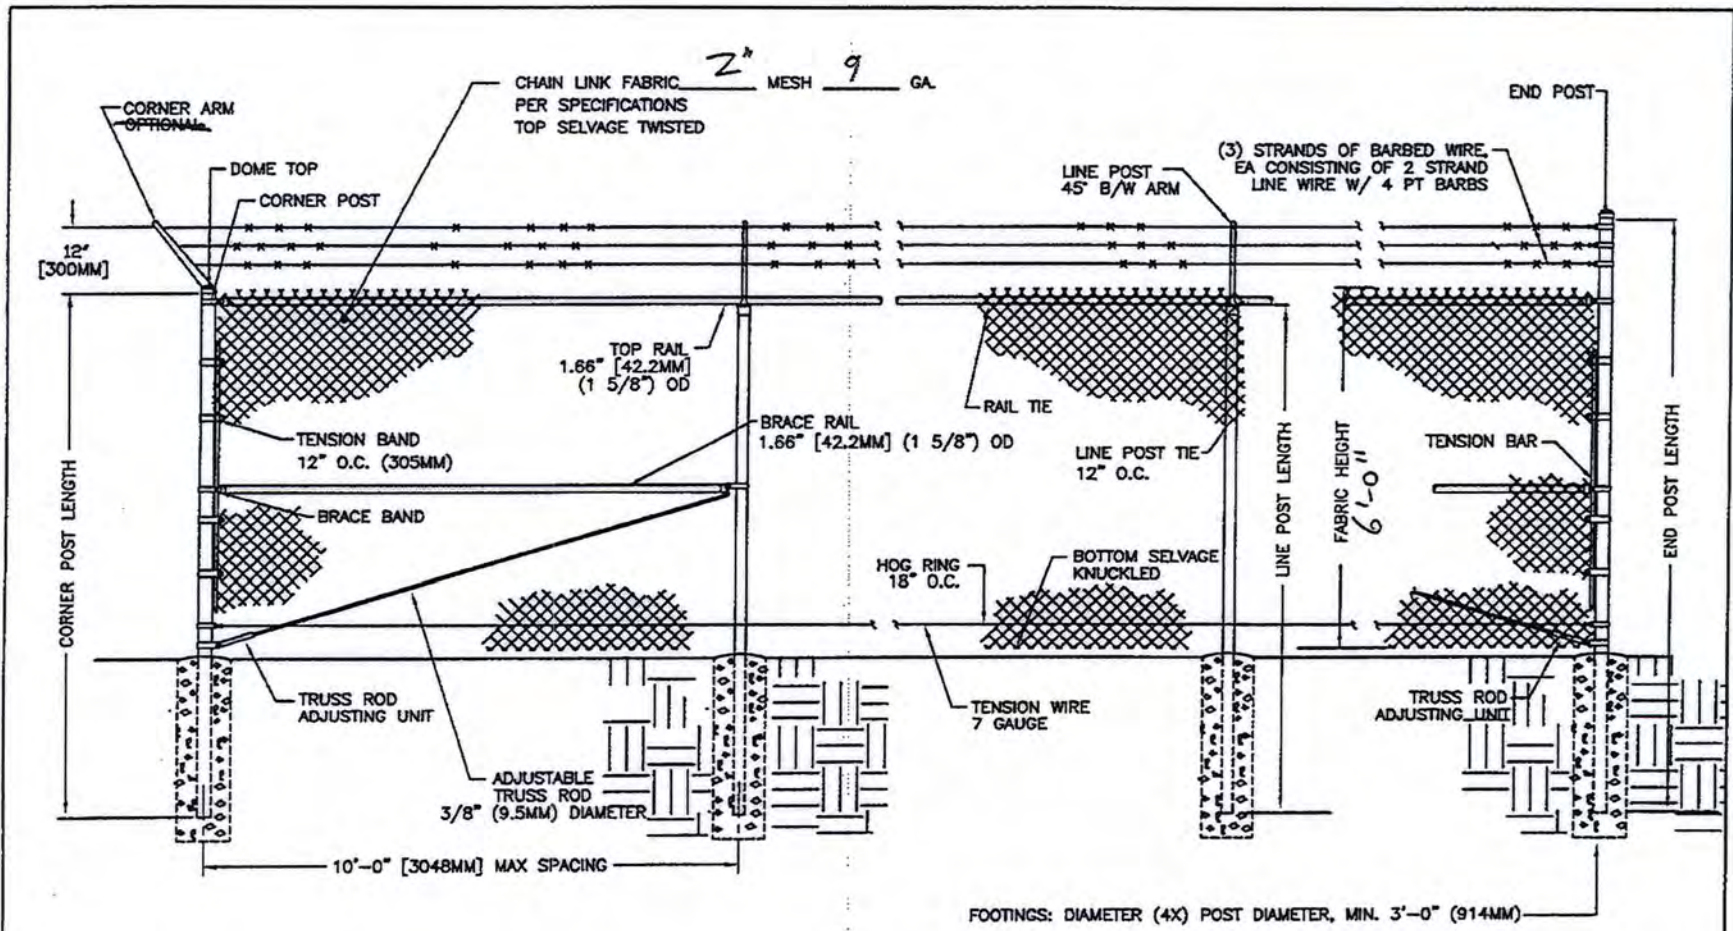 CHAIN LINK FABRIC 2" MESH 9 GA.
PER SPECIFICATIONS
TOP SELVAGE TWISTED
CORNER ARM
OPTIONAL
DOME TOP
CORNER POST
12"
[300MM]
END POST
(3) STRANDS OF BARBED WIRE,
EA CONSISTING OF 2 STRAND
LINE WIRE W/ 4 PT BARBS
LINE POST
45° B/W ARM
TOP RAIL
1.66" [42.2MM]
(1 5/8") OD
RAIL TIE
BRACE RAIL
1.66" [42.2MM] (1 5/8") OD
TENSION BAND
12" O.C. (305MM)
LINE POST TIE
12" O.C.
TENSION BAR
BRACE BAND
CORNER POST LENGTH
LINE POST LENGTH
FABRIC HEIGHT
6'-0"
END POST LENGTH
HOG RING
18" O.C.
BOTTOM SELVAGE
KNUCKLED
TRUSS ROD
ADJUSTING UNIT
TENSION WIRE
7 GAUGE
TRUSS ROD
ADJUSTING UNIT
ADJUSTABLE
TRUSS ROD
3/8" (9.5MM) DIAMETER
10'-0" [3048MM] MAX SPACING
FOOTINGS: DIAMETER (4X) POST DIAMETER, MIN. 3'-0" (914MM)